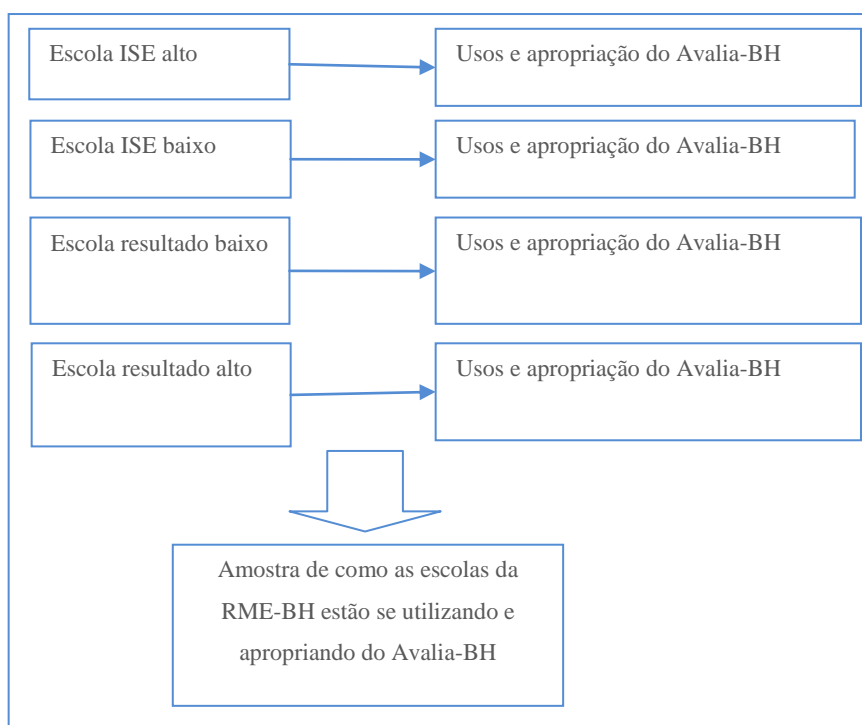 Escola ISE alto
Usos e apropriação do Avalia-BH
Escola ISE baixo
Usos e apropriação do Avalia-BH
Escola resultado baixo
Usos e apropriação do Avalia-BH
Escola resultado alto
Usos e apropriação do Avalia-BH
Amostra de como as escolas da
RME-BH estão se utilizando e
apropriando do Avalia-BH